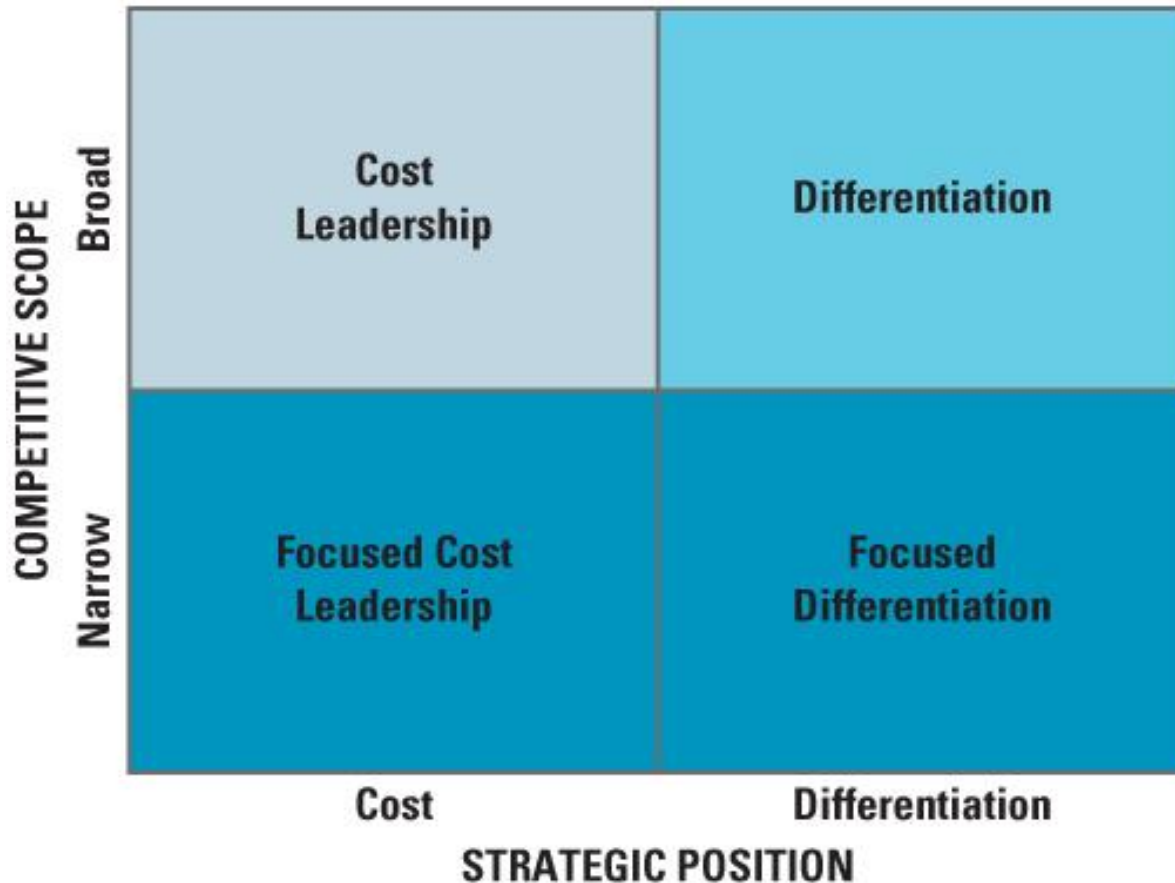 COMPETITIVE SCOPE
Broad
Cost
Leadership
Differentiation
Narrow
Focused Cost
Leadership
Focused
Differentiation
Cost
Differentiation
STRATEGIC POSITION